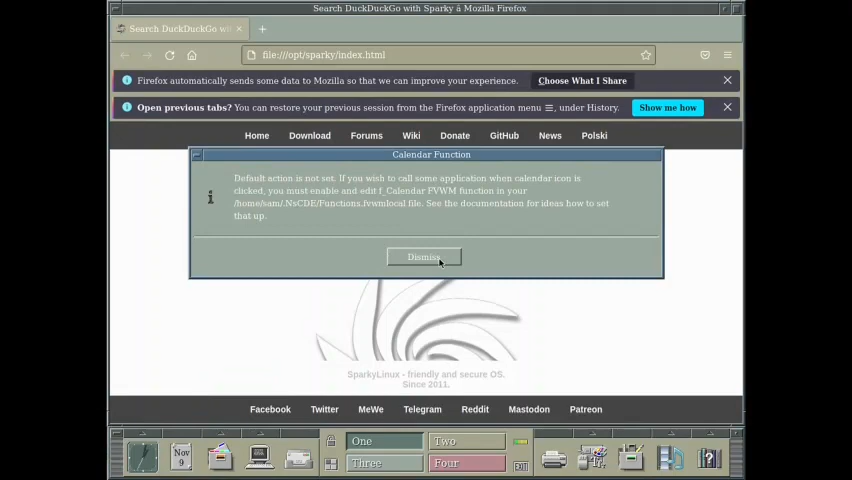 Search DuckDuckGo with Sparky â Mozilla Firefox
Search DuckDuckGo wit
file:///opt/sparky/index.html
Firefox automatically sends some data to Mozilla so that we can improve your experience. Choose What I Share
Open previous tabs? You can restore your previous session from the Firefox application menu ☰, under History. Show me how
Home Download Forums Wiki Donate GitHub News Polski
Calendar Function
Default action is not set. If you wish to call some application when calendar icon is
clicked, you must enable and edit f_Calendar FVWM function in your
/home/sam/.NsCDE/Functions.fvwmlocal file. See the documentation for ideas how to set
that up.
Dismiss
SparkyLinux - friendly and secure OS.
Since 2011.
Facebook Twitter MeWe Telegram Reddit Mastodon Patreon
Nov
9
One Two
Three Four
EXIT